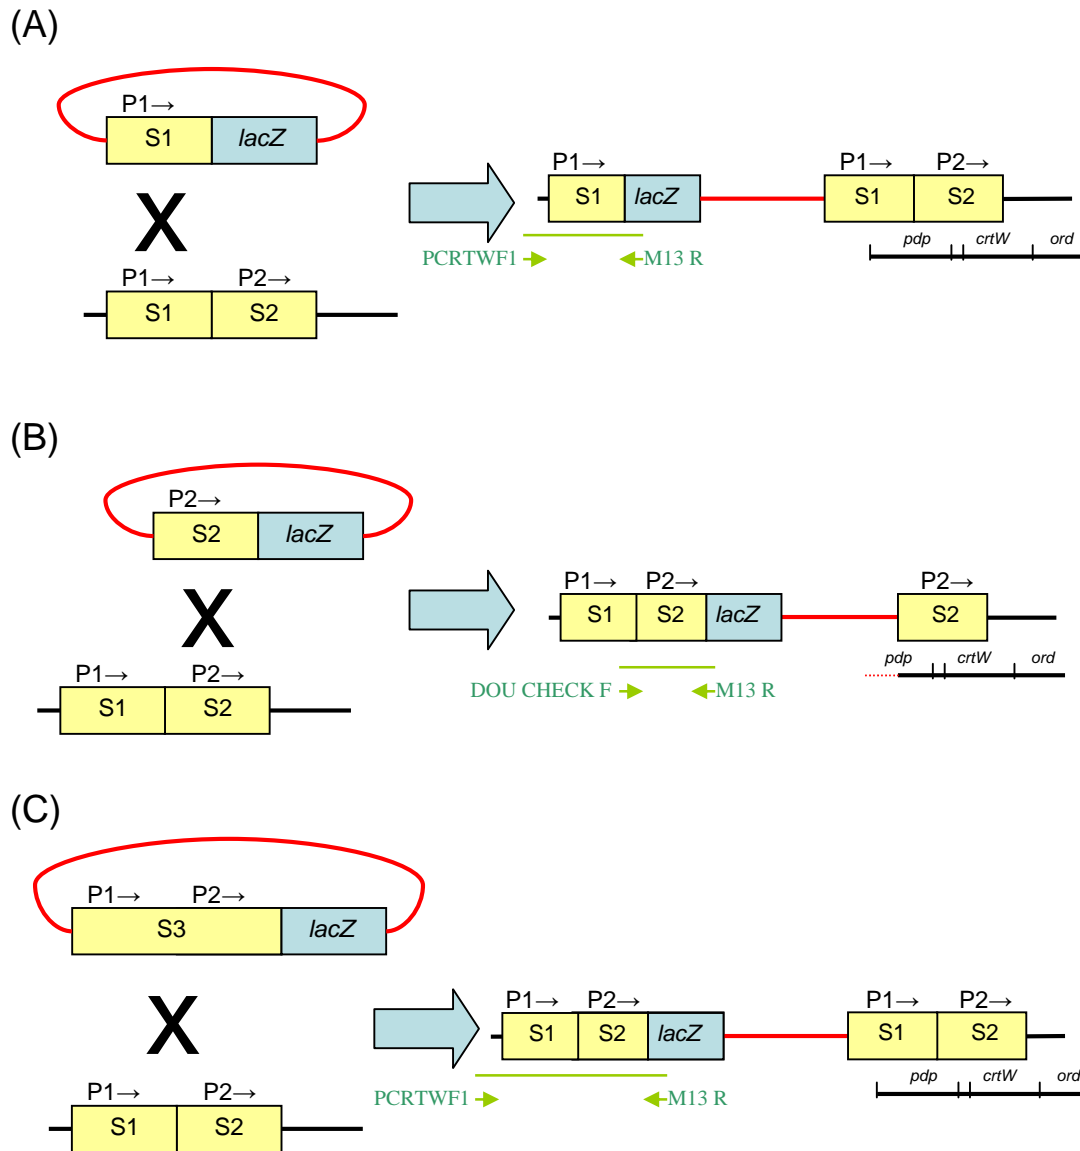 (A)
P1→
S1 lacZ
P1→ P2→
S1 S2
P1→ P1→ P2→
S1 lacZ S1 S2
PCRTWF1 M13 R
pdp crtW ord
(B)
P2→
S2 lacZ
P1→ P2→
S1 S2
P1→ P2→ P2→
S1 S2 lacZ S2
DOU CHECK F M13 R
pdp crtW ord
(C)
P1→ P2→
S3 lacZ
P1→ P2→
S1 S2
P1→ P2→ P1→ P2→
S1 S2 lacZ S1 S2
PCRTWF1 M13 R
pdp crtW ord